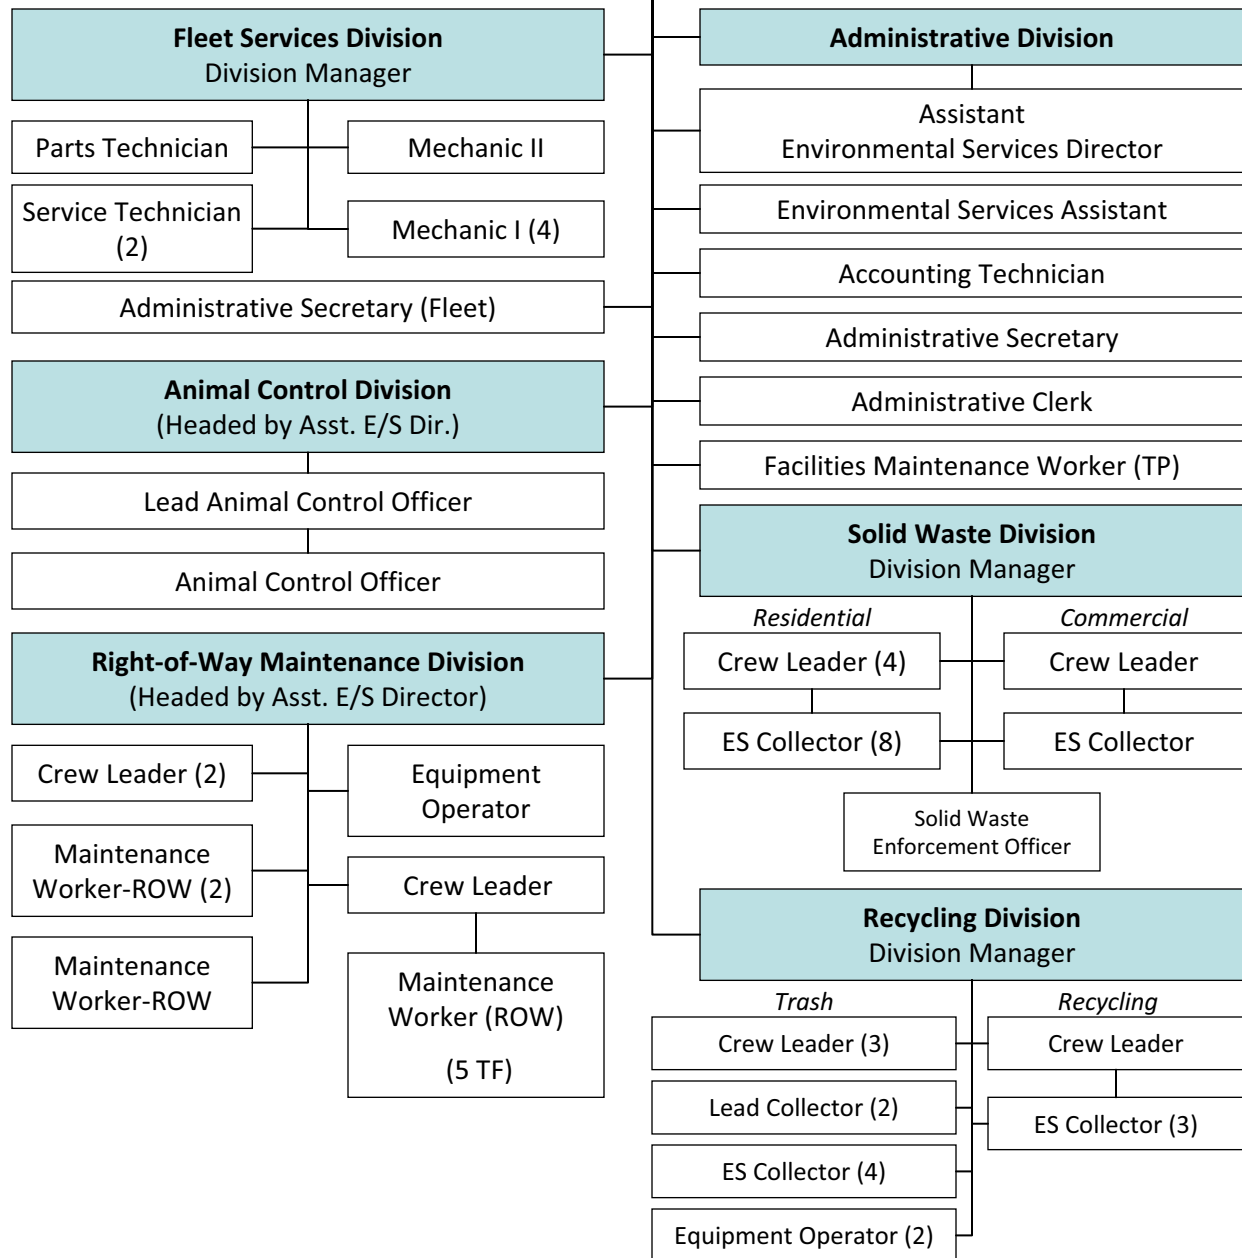 Fleet Services Division
Division Manager
Parts Technician
Mechanic II
Service Technician
(2)
Mechanic I (4)
Administrative Secretary (Fleet)
Animal Control Division
(Headed by Asst. E/S Dir.)
Lead Animal Control Officer
Animal Control Officer
Right-of-Way Maintenance Division
(Headed by Asst. E/S Director)
Crew Leader (2)
Equipment
Operator
Maintenance
Worker-ROW (2)
Crew Leader
Maintenance
Worker-ROW
Maintenance
Worker (ROW)
(5 TF)
Administrative Division
Assistant
Environmental Services Director
Environmental Services Assistant
Accounting Technician
Administrative Secretary
Administrative Clerk
Facilities Maintenance Worker (TP)
Solid Waste Division
Division Manager
Residential
Commercial
Crew Leader (4)
Crew Leader
ES Collector (8)
ES Collector
Solid Waste
Enforcement Officer
Recycling Division
Division Manager
Trash
Recycling
Crew Leader (3)
Crew Leader
Lead Collector (2)
ES Collector (3)
ES Collector (4)
Equipment Operator (2)